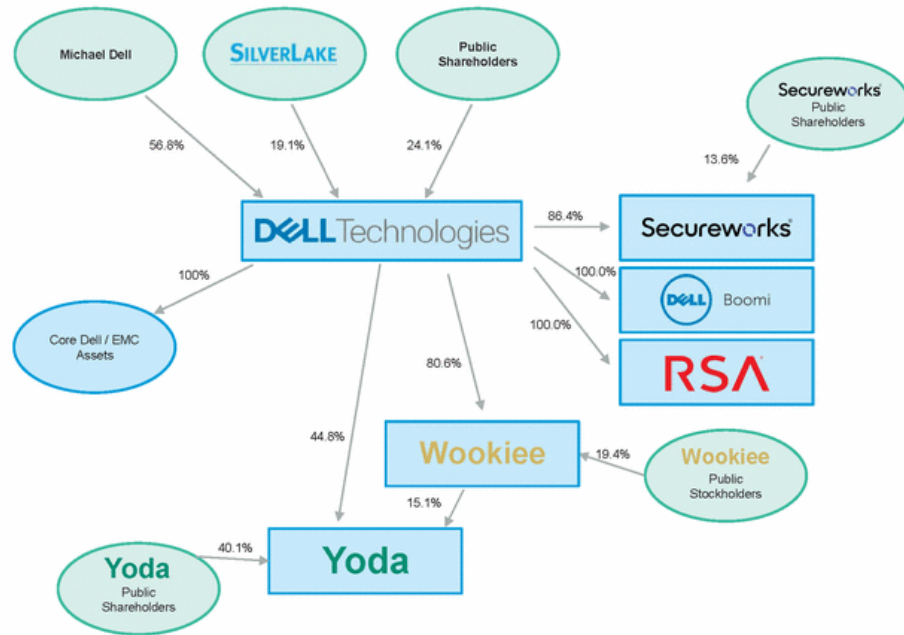 Michael Dell
SILVERLAKE
Public
Shareholders
Secureworks
Public
Shareholders
56.8%
19.1%
24.1%
13.6%
DELLTechnologies
86.4%
Secureworks
100.0%
DELL Boomi
100.0%
RSA
100%
Core Dell / EMC
Assets
80.6%
44.8%
Wookiee
19.4%
Wookiee
Public
Stockholders
15.1%
Yoda
40.1%
Yoda
Public
Shareholders